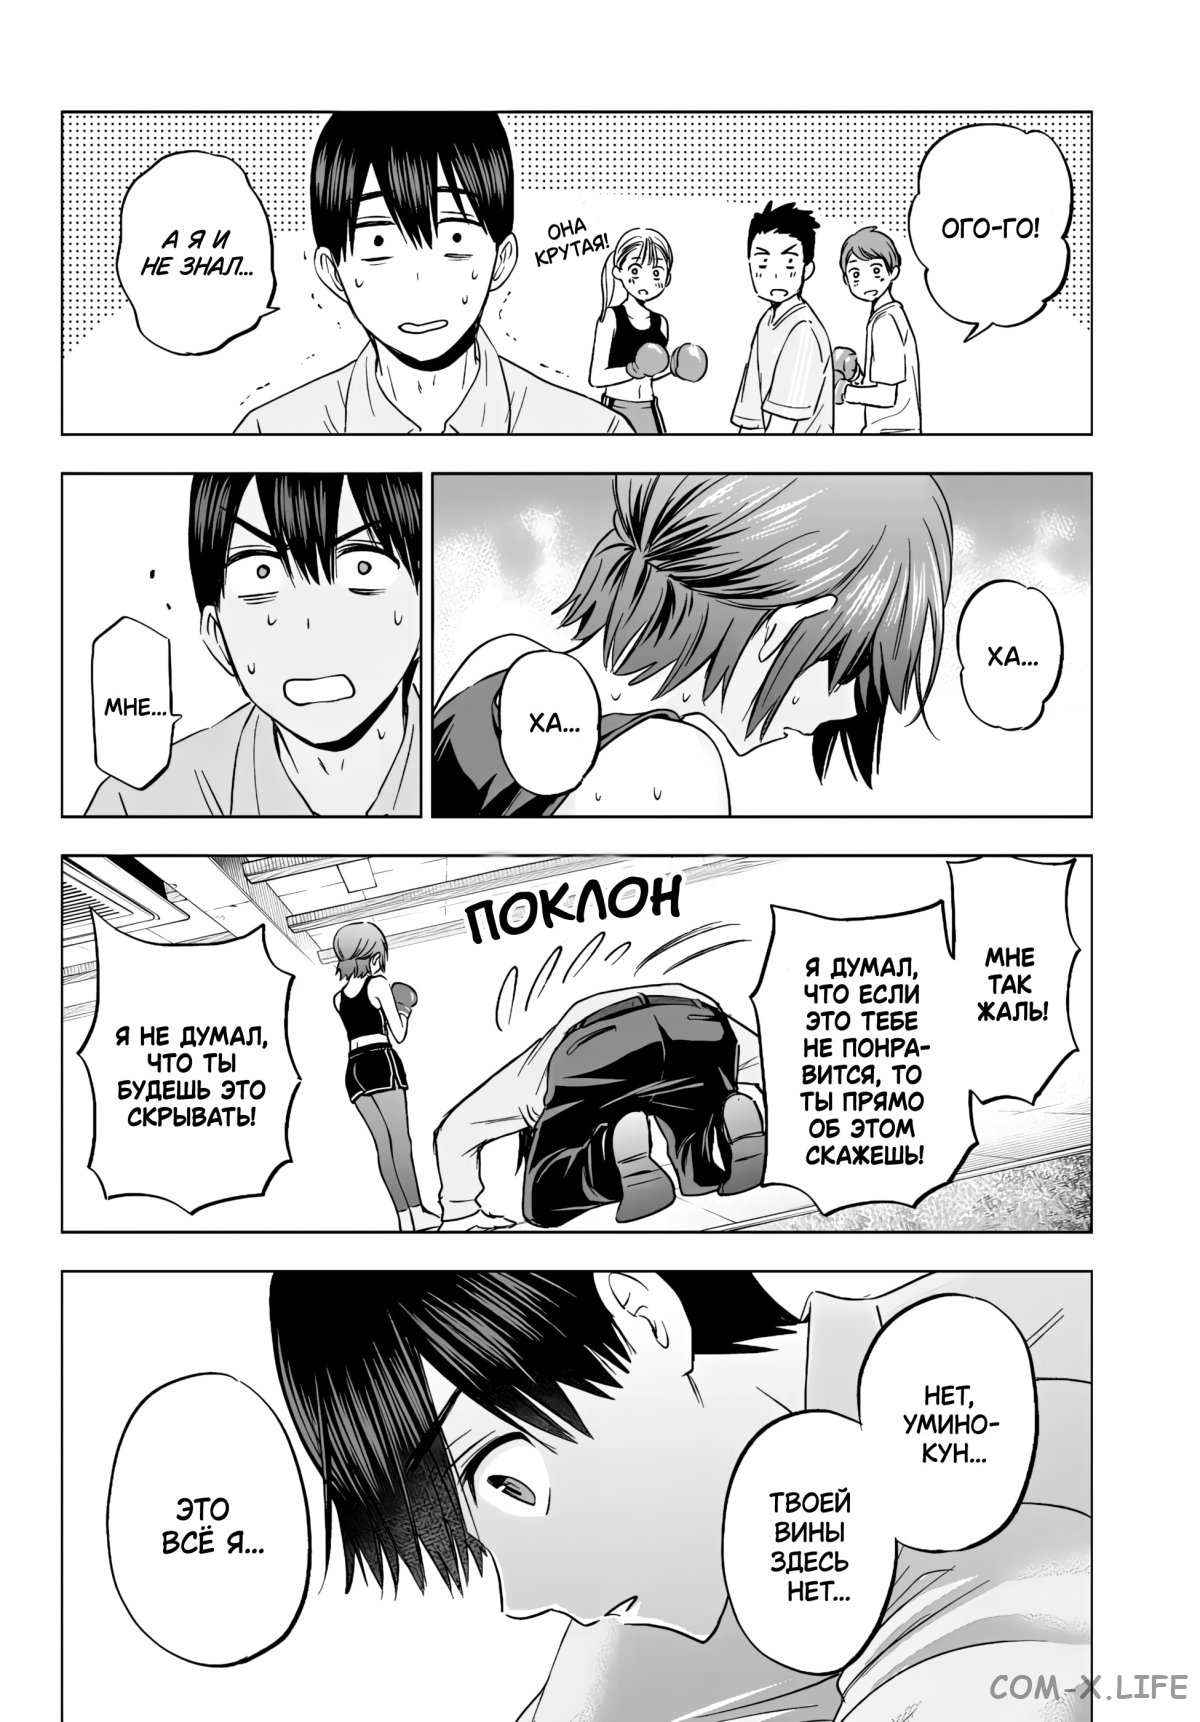 ОГО-ГО!
ОНА
КРУТАЯ!
А Я И
НЕ ЗНАЛ...
ХА...
ХА...
МНЕ...
МНЕ
ТАК
ЖАЛЬ!
Я ДУМАЛ,
ЧТО ЕСЛИ
ЭТО ТЕБЕ
НЕ ПОНРА-
ВИТСЯ, ТО
ТЫ ПРЯМО
ОБ ЭТОМ
СКАЖЕШЬ!
ПОКЛОН
Я НЕ ДУМАЛ,
ЧТО ТЫ
БУДЕШЬ ЭТО
СКРЫВАТЬ!
НЕТ,
УМИНО-
КУН...
ТВОЕЙ
ВИНЫ
ЗДЕСЬ
НЕТ...
ЭТО
ВСЁ Я...
COM-X.LIFE